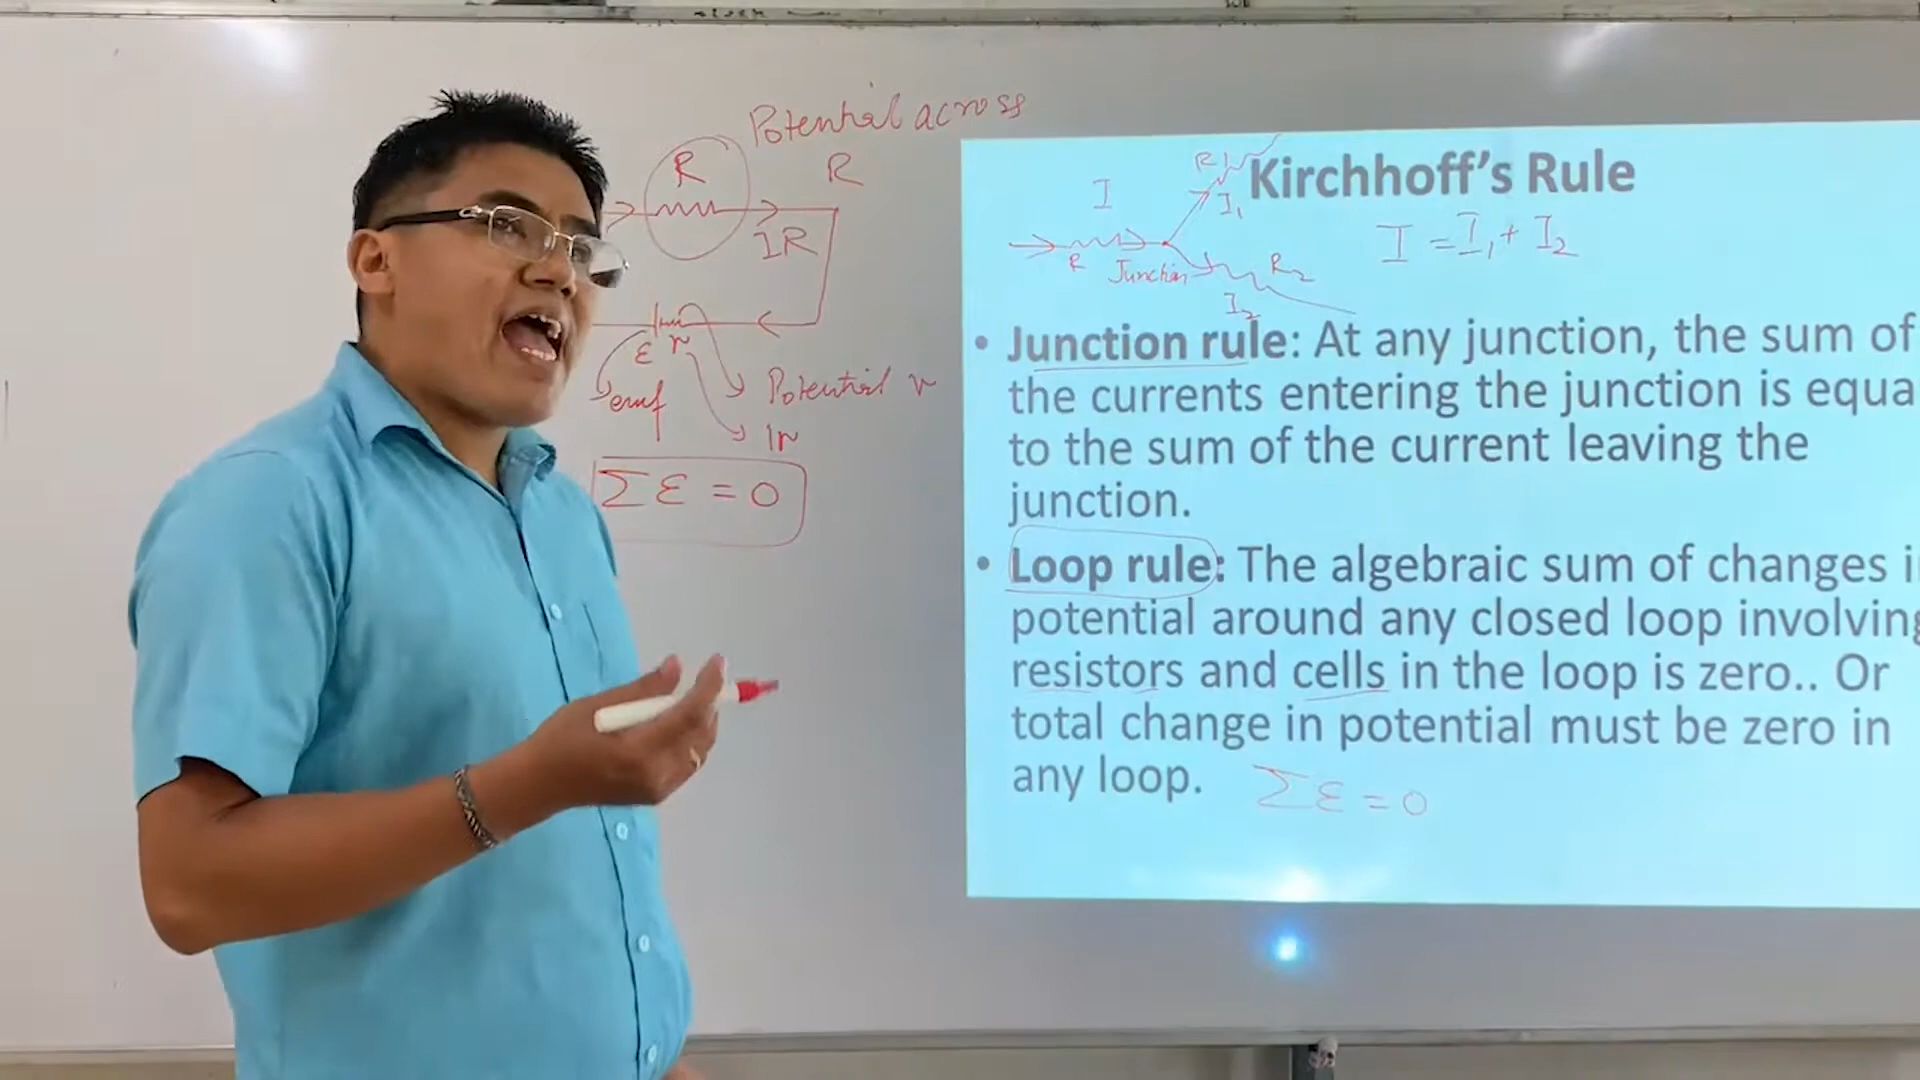 Potential across
R
R
IR
ε r
emf
Potential r
Ir
Σ ε = 0
Kirchhoff's Rule
R1
I
I1
I = I1 + I2
R
Junction
R2
I2
• Junction rule: At any junction, the sum of
the currents entering the junction is equa
to the sum of the current leaving the
junction.
• Loop rule: The algebraic sum of changes i
potential around any closed loop involving
resistors and cells in the loop is zero.. Or
total change in potential must be zero in
any loop.
Σ ε = 0